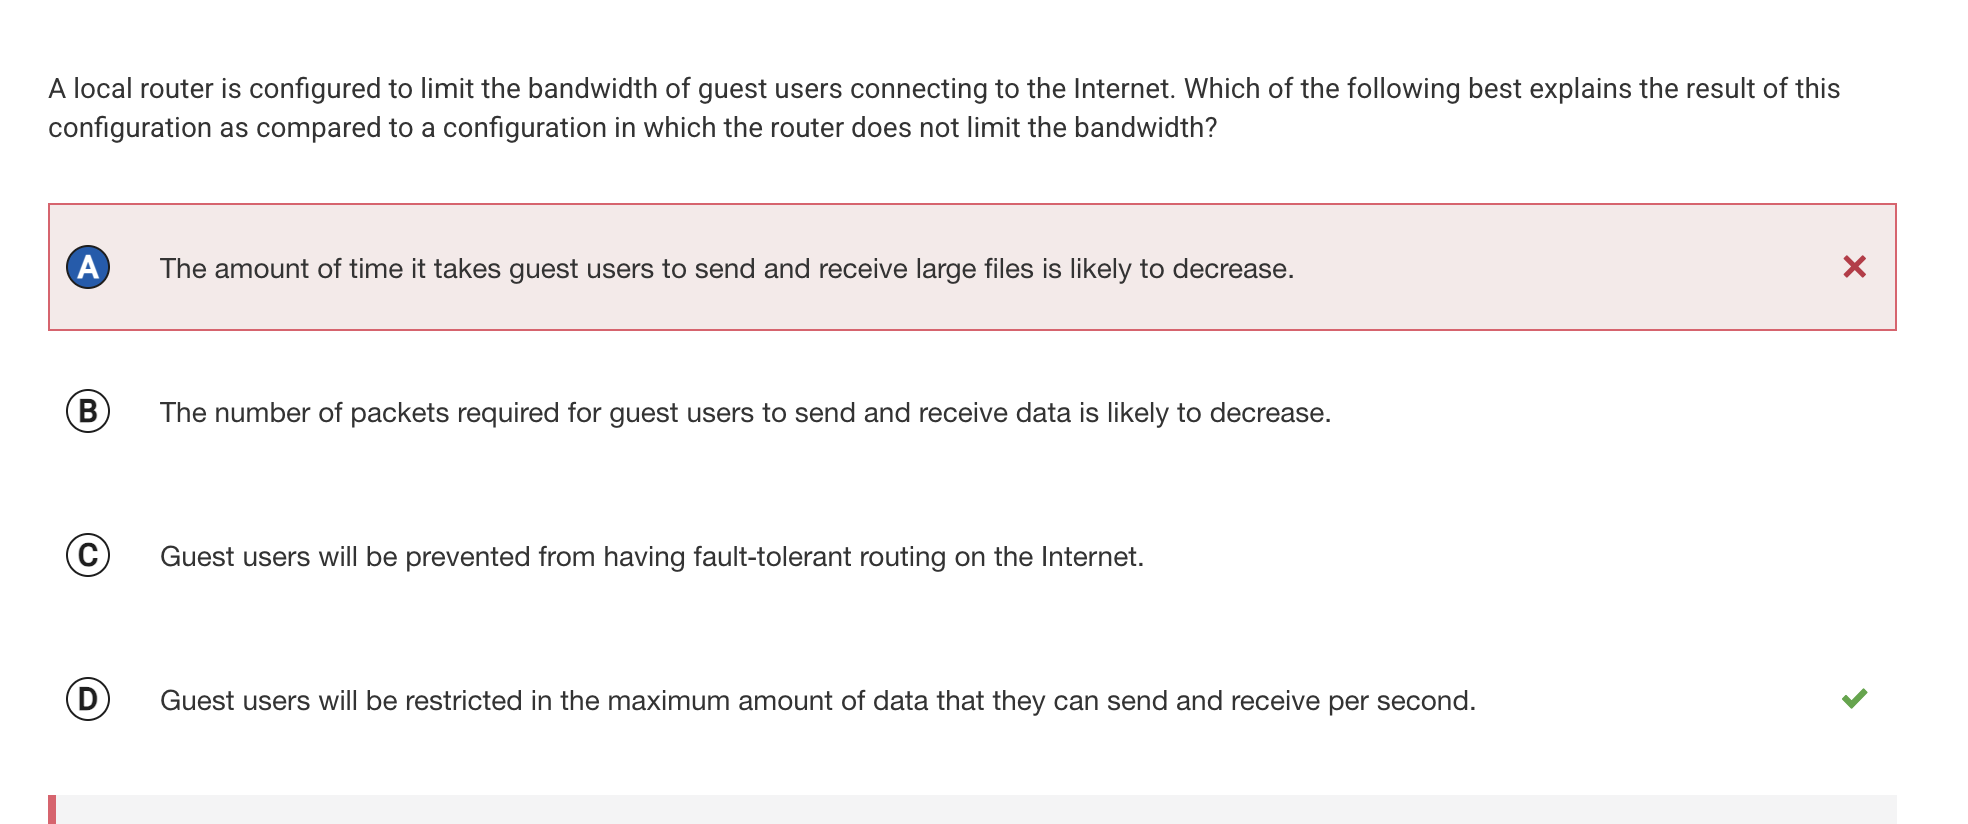 A local router is configured to limit the bandwidth of guest users connecting to the Internet. Which of the following best explains the result of this
configuration as compared to a configuration in which the router does not limit the bandwidth?
A The amount of time it takes guest users to send and receive large files is likely to decrease.
B The number of packets required for guest users to send and receive data is likely to decrease.
C Guest users will be prevented from having fault-tolerant routing on the Internet.
D Guest users will be restricted in the maximum amount of data that they can send and receive per second.